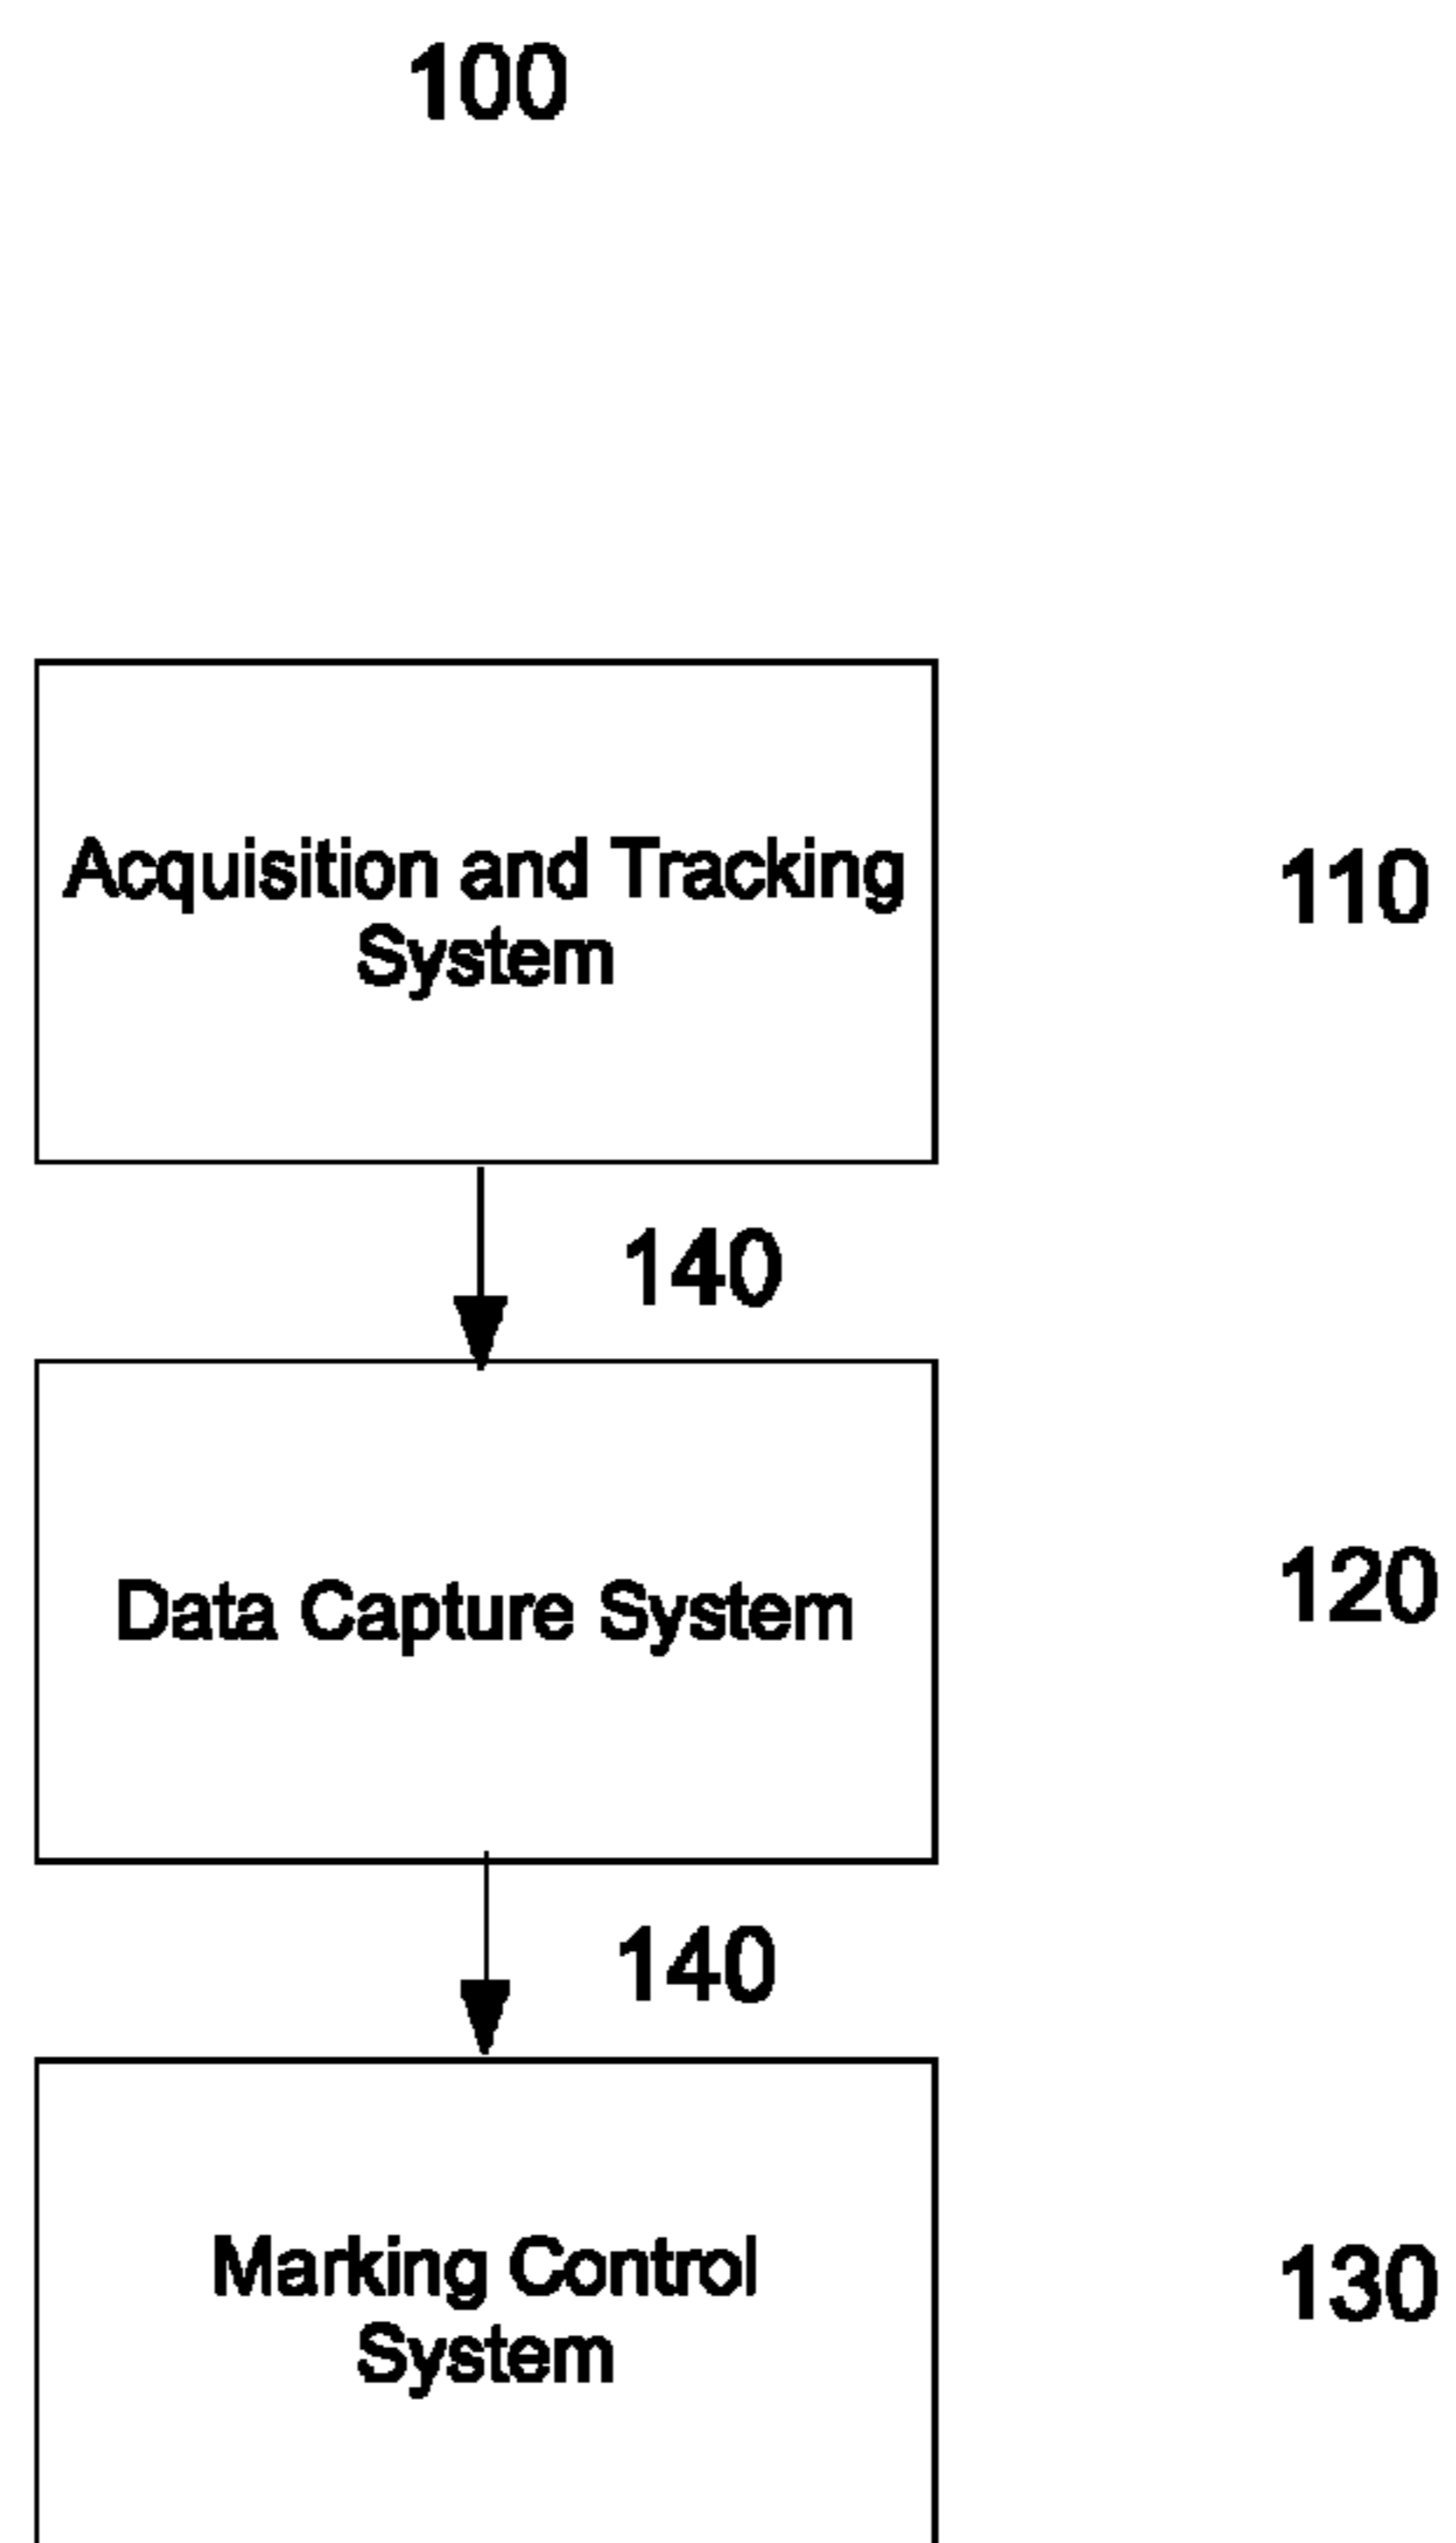 100
Acquisition and Tracking
System
110
140
Data Capture System
120
140
Marking Control
System
130